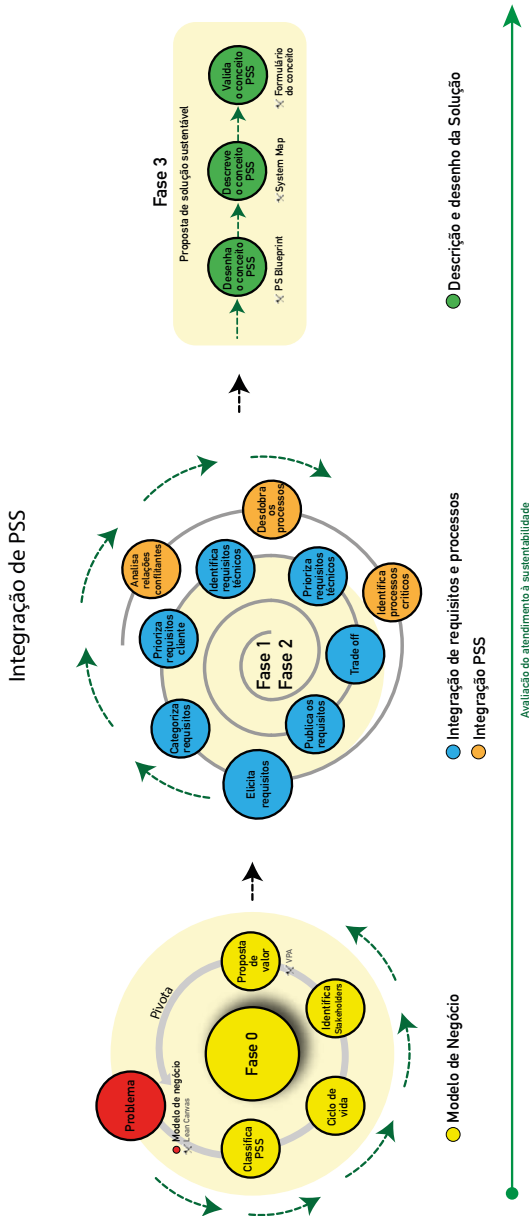 Integração de PSS
Problema
Pivota
Modelo de negócio
Lean Canvas
Classifica
PSS
Ciclo de
vida
Identifica
Stakeholders
Proposta
de
valor
VPA
Fase 0
Modelo de Negócio
Elicita
requisitos
Categoriza
requisitos
Prioriza
requisitos
cliente
Analisa
relações
conflitantes
Identifica
requisitos
técnicos
Desdobra
os
processos
Prioriza
requisitos
técnicos
Identifica
processos
críticos
Trade off
Publica os
requisitos
Fase 1
Fase 2
Integração de requisitos e processos
Integração PSS
Fase 3
Proposta de solução sustentável
Desenha
o conceito
PSS
PS Blueprint
Descreve
o conceito
PSS
System Map
Valida
o conceito
PSS
Formulário
do conceito
Descrição e desenho da Solução
Avaliação do atendimento à sustentabilidade